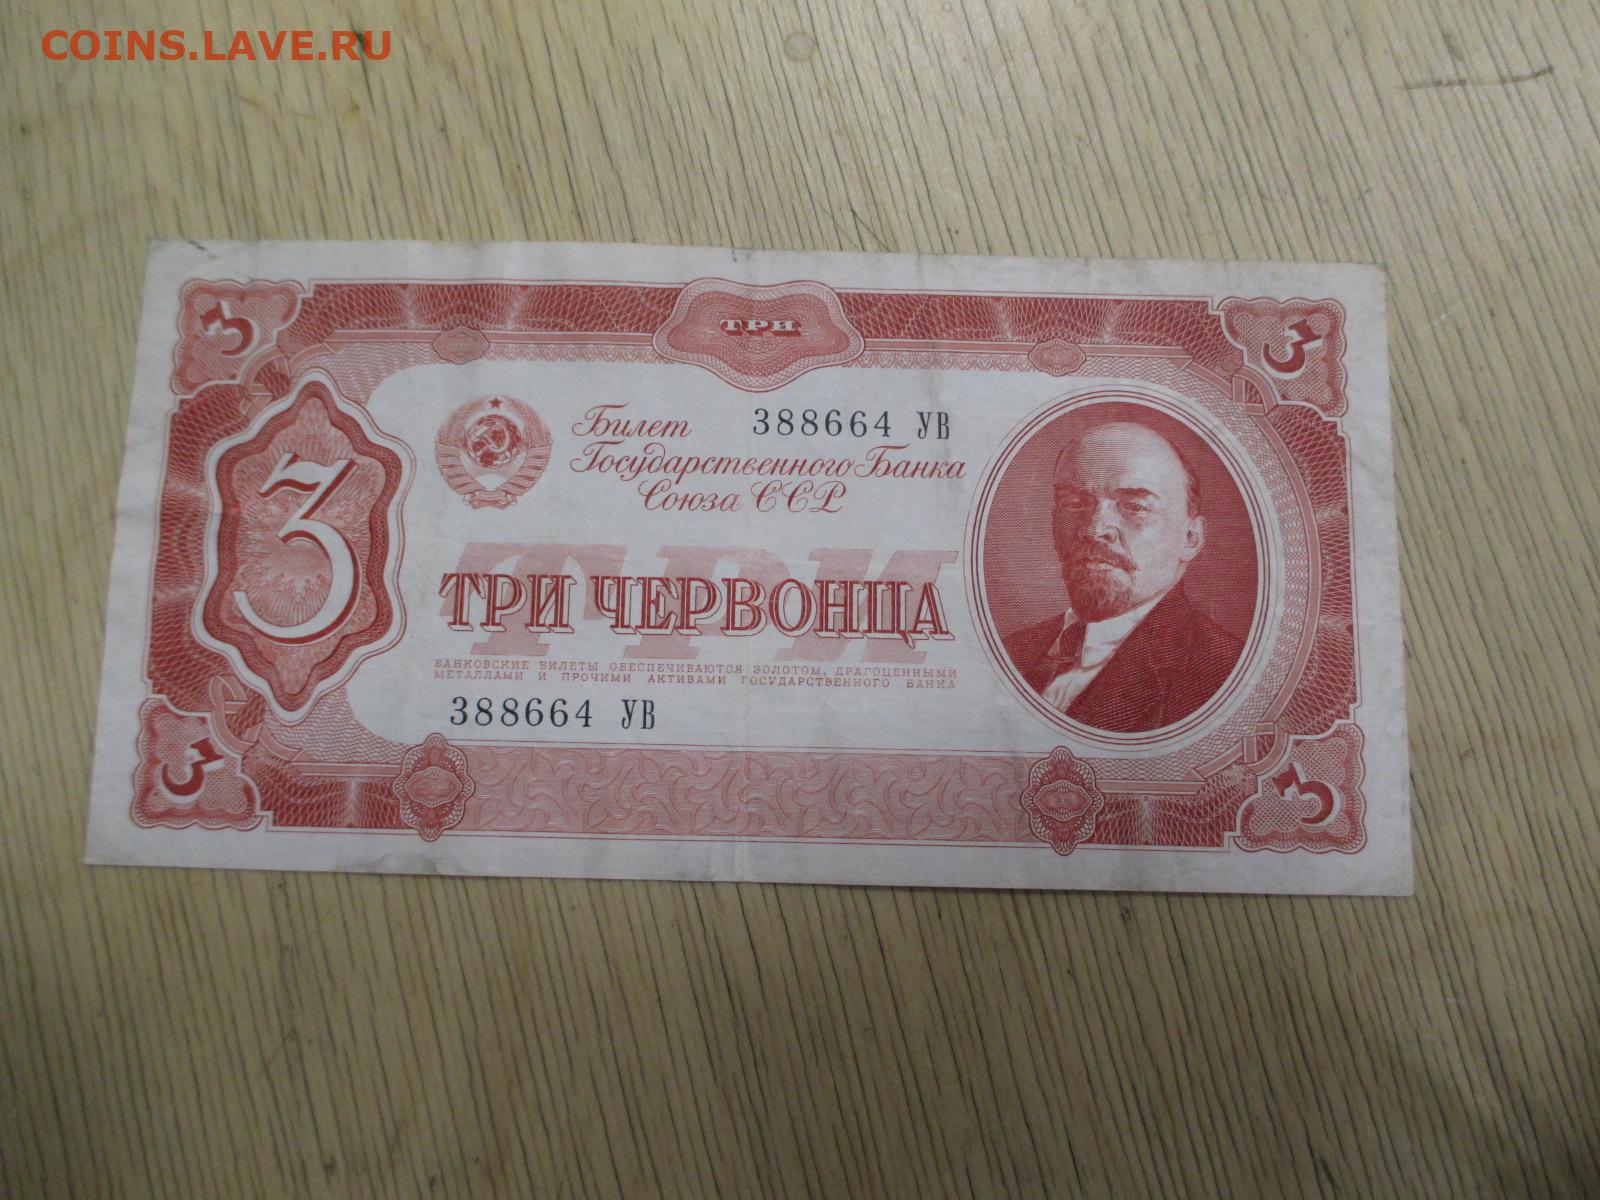 COINS.LAVE.RU
3
ТРИ
3
3
Билет 388664 УВ
Государственного Банка
Союза ССР
ТРИ
ТРИ ЧЕРВОНЦА
БАНКОВСКИЕ БИЛЕТЫ ОБЕСПЕЧИВАЮТСЯ ЗОЛОТОМ, ДРАГОЦЕННЫМИ
МЕТАЛЛАМИ И ПРОЧИМИ АКТИВАМИ ГОСУДАРСТВЕННОГО БАНКА
388664 УВ
3
3